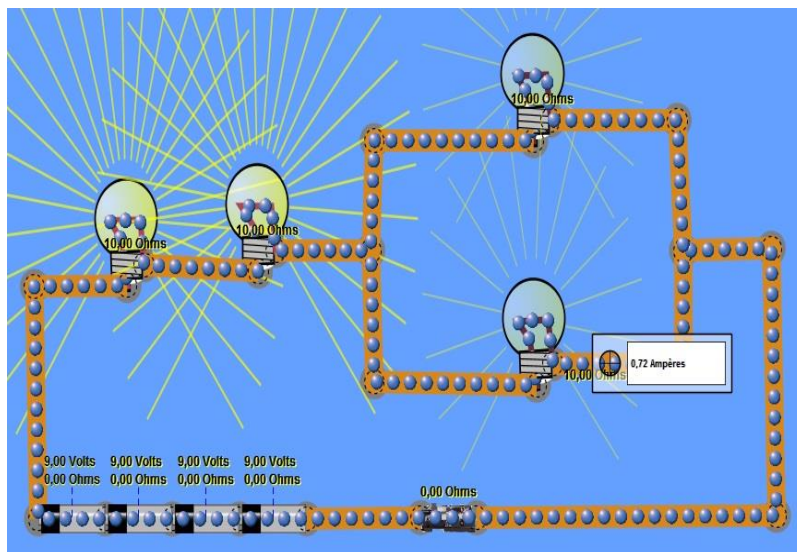 10,00 Ohms
10,00 Ohms
10,00 Ohms
0,72 Ampères
10,00 Ohms
9,00 Volts 9,00 Volts 9,00 Volts 9,00 Volts
0,00 Ohms 0,00 Ohms 0,00 Ohms 0,00 Ohms
0,00 Ohms